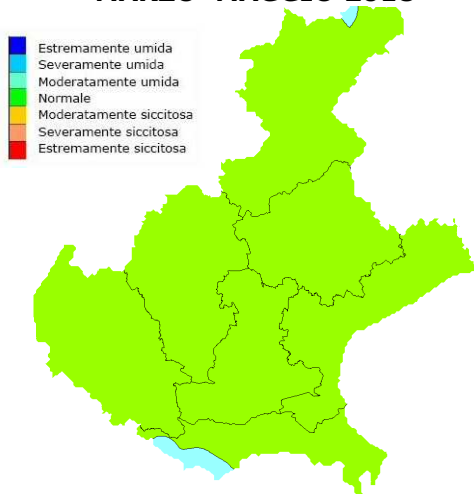 Estremamente umida
Severamente umida
Moderatamente umida
Normale
Moderatamente siccitosa
Severamente siccitosa
Estremamente siccitosa